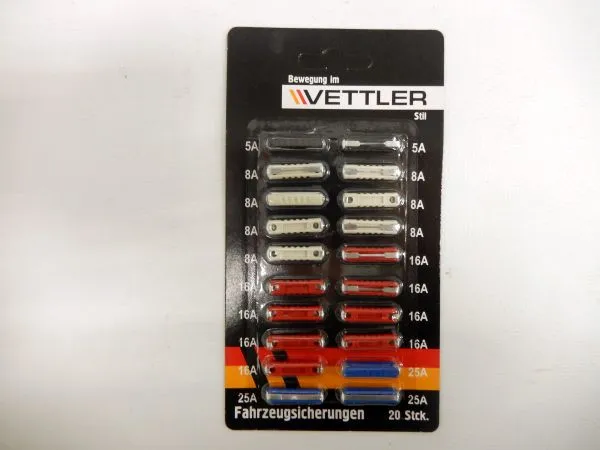 Bewegung im
VETTLER
Stil
5A 5A
8A 8A
8A 8A
8A 8A
8A 16A
16A 16A
16A 16A
16A 16A
16A 25A
25A 25A
Fahrzeugsicherungen 20 Stck.